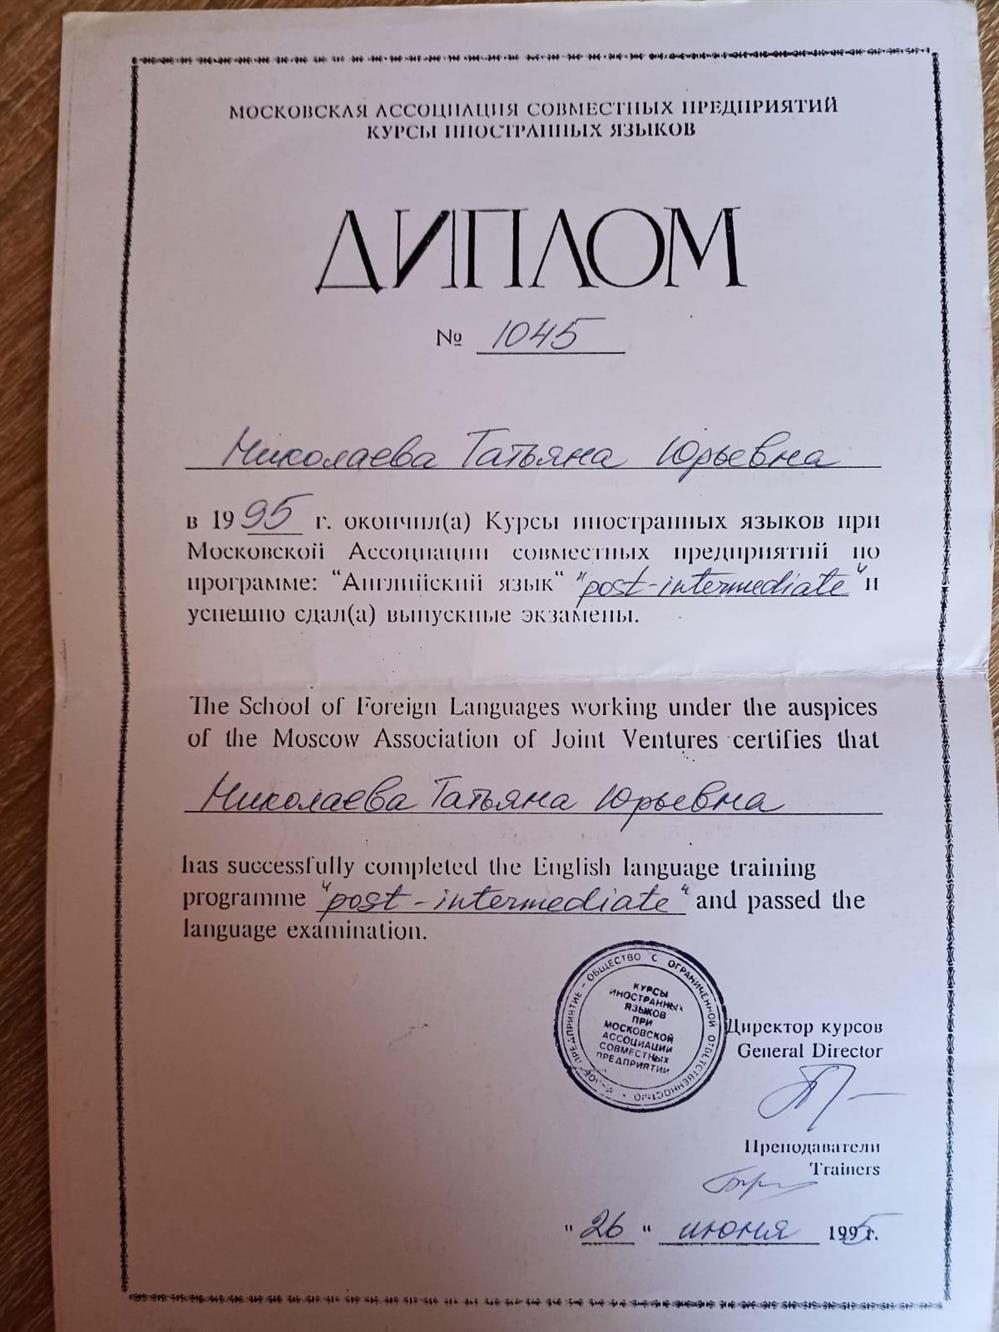 МОСКОВСКАЯ АССОЦИАЦИЯ СОВМЕСТНЫХ ПРЕДПРИЯТИЙ
КУРСЫ ИНОСТРАННЫХ ЯЗЫКОВ
ДИПЛОМ
№ 1045
Николаева Татьяна Юрьевна
в 1995 г. окончил(а) Курсы иностранных языков при
Московской Ассоциации совместных предприятий по
программе: "Английский язык" "post-intermediate" и
успешно сдал(а) выпускные экзамены.
The School of Foreign Languages working under the auspices
of the Moscow Association of Joint Ventures certifies that
Николаева Татьяна Юрьевна
has successfully completed the English language training
programme "post-intermediate" and passed the
language examination.
ПРЕДПРИЯТИЕ - ОБЩЕСТВО С ОГРАНИЧЕННОЙ ОТВЕТСТВЕННОСТЬЮ
КУРСЫ
ИНОСТРАННЫХ
ЯЗЫКОВ
ПРИ
МОСКОВСКОЙ
АССОЦИАЦИИ
СОВМЕСТНЫХ
ПРЕДПРИЯТИЙ
Директор курсов
General Director
Преподаватели
Trainers
"26" июня 1995 г.